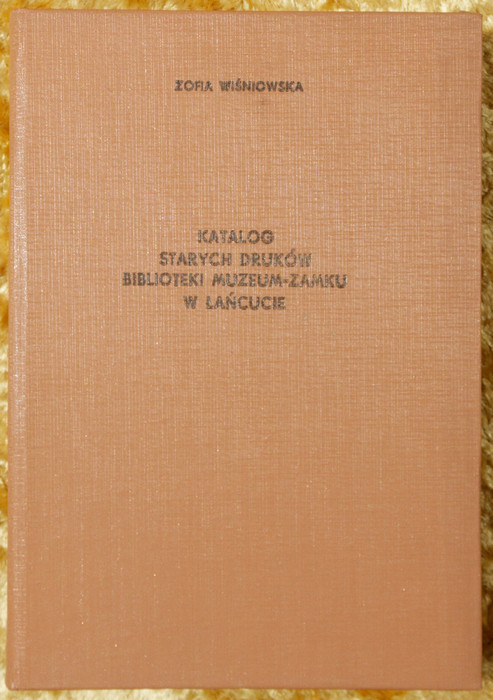 ZOFIA WIŚNIOWSKA
KATALOG
STARYCH DRUKÓW
BIBLIOTEKI MUZEUM-ZAMKU
W ŁAŃCUCIE